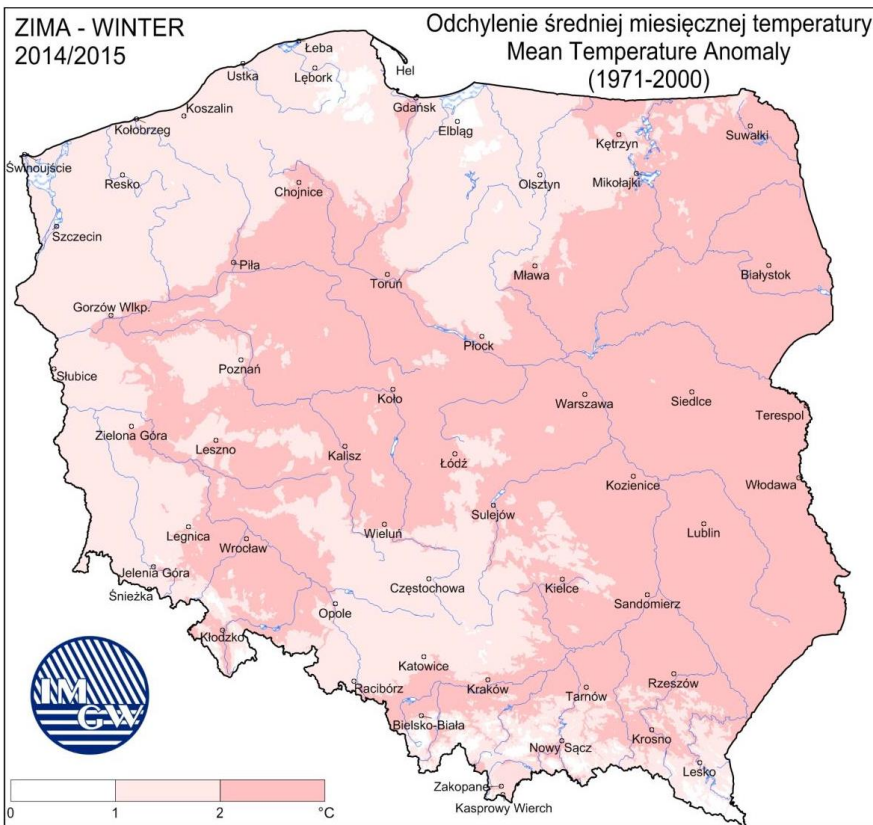 ZIMA - WINTER
2014/2015
Odchylenie średniej miesięcznej temperatury
Mean Temperature Anomaly
(1971-2000)
Łeba
Ustka
Lębork
Hel
Koszalin
Gdańsk
Kołobrzeg
Elbląg
Suwałki
Kętrzyn
Świnoujście
Resko
Chojnice
Olsztyn
Mikołajki
Szczecin
Piła
Toruń
Mława
Białystok
Gorzów Wlkp.
Płock
Słubice
Poznań
Koło
Warszawa
Siedlce
Terespol
Zielona Góra
Leszno
Kalisz
Łódź
Kozienice
Włodawa
Sulejów
Legnica
Wrocław
Wieluń
Lublin
Jelenia Góra
Częstochowa
Kielce
Śnieżka
Opole
Sandomierz
Kłodzko
Katowice
Racibórz
Kraków
Tarnów
Rzeszów
Bielsko-Biała
Nowy Sącz
Krosno
Lesko
Zakopane
Kasprowy Wierch
IM
GW
0 1 2 °C